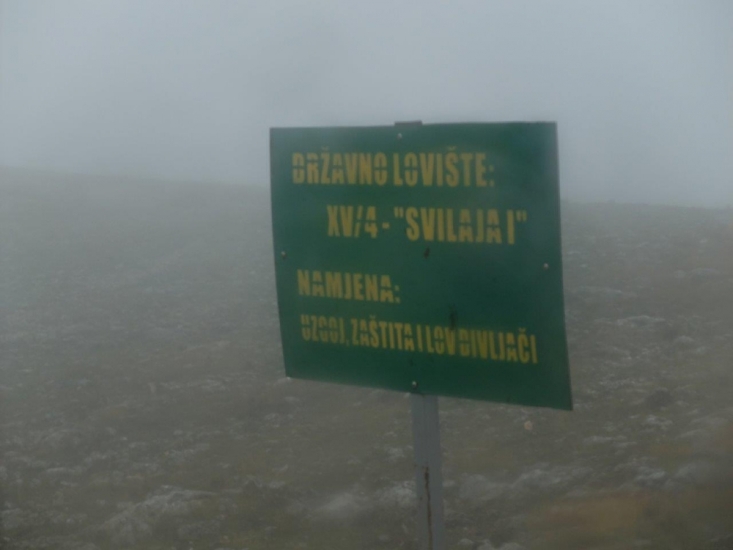 DRŽAVNO LOVIŠTE:
XV/4 - "SVILAJA I"
NAMJENA:
UZGOJ, ZAŠTITA I LOV DIVLJAČI